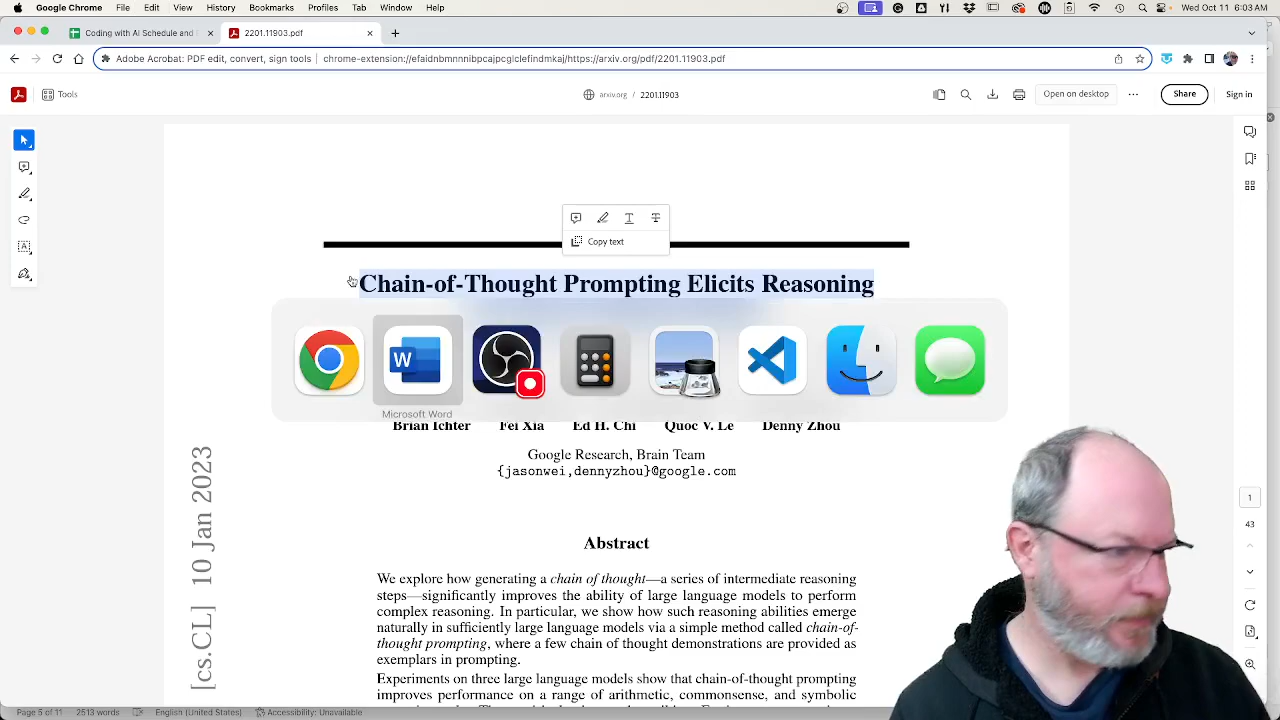 Google Chrome File Edit View History Bookmarks Profiles Tab Window Help Wed Oct 11 6:03 AM
Coding with AI Schedule and 2201.11903.pdf
Adobe Acrobat: PDF edit, convert, sign tools | chrome-extension://efaidnbmnnnibpcajpcglclefindmkaj/https://arxiv.org/pdf/2201.11903.pdf
Tools arxiv.org / 2201.11903 Open on desktop Share Sign in
Copy text
Chain-of-Thought Prompting Elicits Reasoning
W
Microsoft Word
Brian Ichter Fei Xia Ed H. Chi Quoc V. Le Denny Zhou
Google Research, Brain Team
{jasonwei,dennyzhou}@google.com
[cs.CL] 10 Jan 2023
1
43
Abstract
We explore how generating a chain of thought—a series of intermediate reasoning
steps—significantly improves the ability of large language models to perform
complex reasoning. In particular, we show how such reasoning abilities emerge
naturally in sufficiently large language models via a simple method called chain-of-
thought prompting, where a few chain of thought demonstrations are provided as
exemplars in prompting.
Experiments on three large language models show that chain-of-thought prompting
improves performance on a range of arithmetic, commonsense, and symbolic
Page 5 of 11 2513 words English (United States) Accessibility: Unavailable